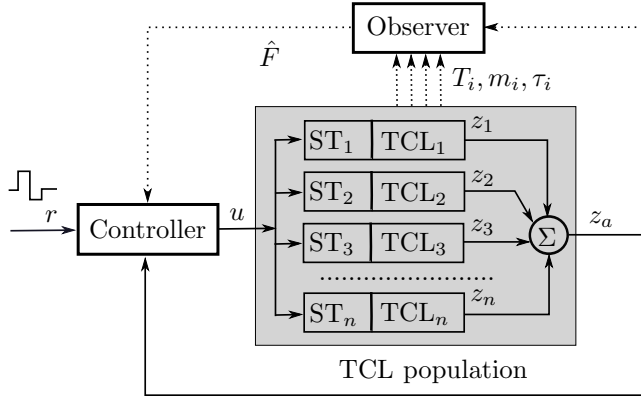 Observer
F̂
T_i, m_i, τ_i
ST_1 TCL_1 z_1
ST_2 TCL_2 z_2
r Controller u ST_3 TCL_3 z_3 Σ z_a
ST_n TCL_n z_n
TCL population